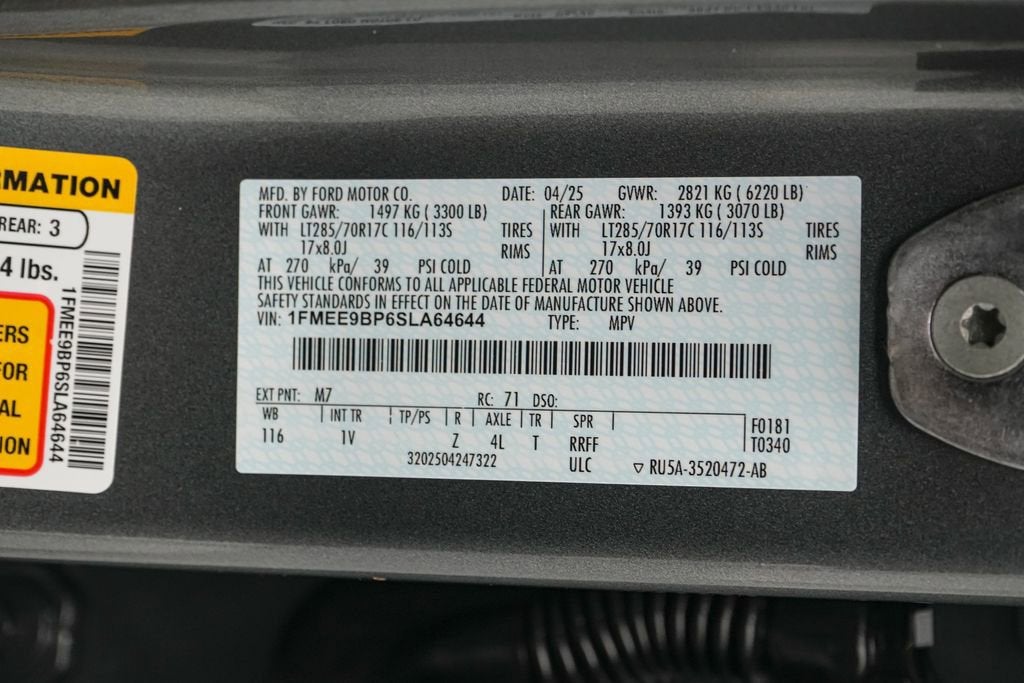 RMATION
REAR: 3
4 lbs.
ERS
FOR
AL
ION
1FMEE9BP6SLA64644
MFD. BY FORD MOTOR CO. DATE: 04/25 GVWR: 2821 KG ( 6220 LB)
FRONT GAWR: 1497 KG ( 3300 LB) REAR GAWR: 1393 KG ( 3070 LB)
WITH LT285/70R17C 116/113S TIRES WITH LT285/70R17C 116/113S TIRES
17x8.0J RIMS 17x8.0J RIMS
AT 270 kPa/ 39 PSI COLD AT 270 kPa/ 39 PSI COLD
THIS VEHICLE CONFORMS TO ALL APPLICABLE FEDERAL MOTOR VEHICLE
SAFETY STANDARDS IN EFFECT ON THE DATE OF MANUFACTURE SHOWN ABOVE.
VIN: 1FMEE9BP6SLA64644 TYPE: MPV
EXT PNT: M7 RC: 71 DSO:
WB INT TR TP/PS R AXLE TR SPR F0181
116 1V Z 4L T RRFF T0340
3202504247322 ULC ▽ RU5A-3520472-AB